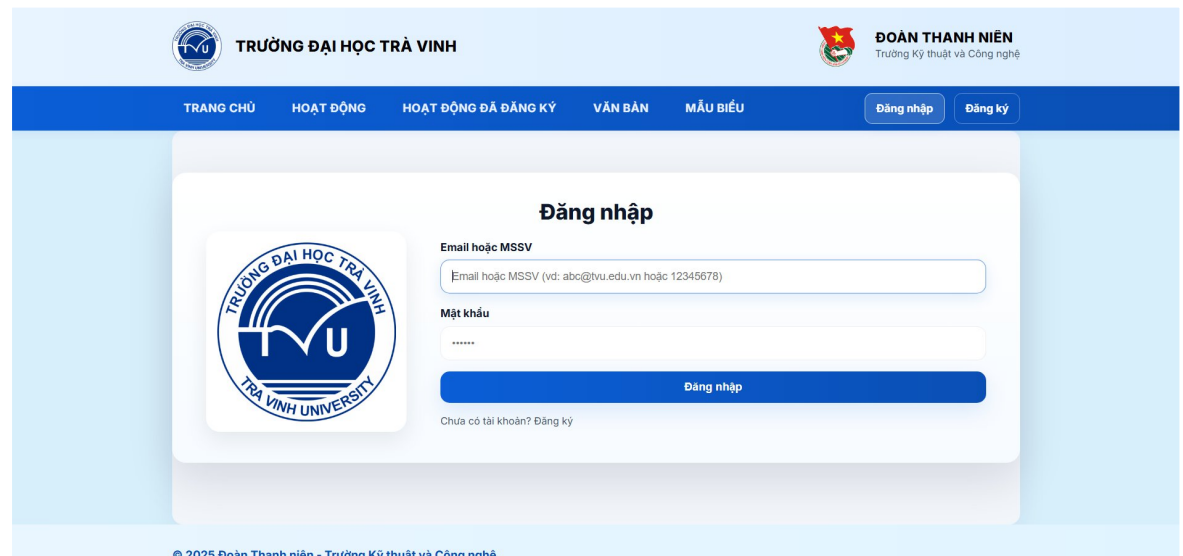 TRƯỜNG ĐẠI HỌC TRÀ VINH
ĐOÀN THANH NIÊN
Trường Kỹ thuật và Công nghệ
TRANG CHỦ HOẠT ĐỘNG HOẠT ĐỘNG ĐÃ ĐĂNG KÝ VĂN BẢN MẪU BIỂU Đăng nhập Đăng ký
Đăng nhập
TRƯỜNG ĐẠI HỌC TRÀ VINH
TVU
TRA VINH UNIVERSITY
Email hoặc MSSV
Email hoặc MSSV (vd: abc@tvu.edu.vn hoặc 12345678)
Mật khẩu
••••••
Đăng nhập
Chưa có tài khoản? Đăng ký
© 2025 Đoàn Thanh niên - Trường Kỹ thuật và Công nghệ